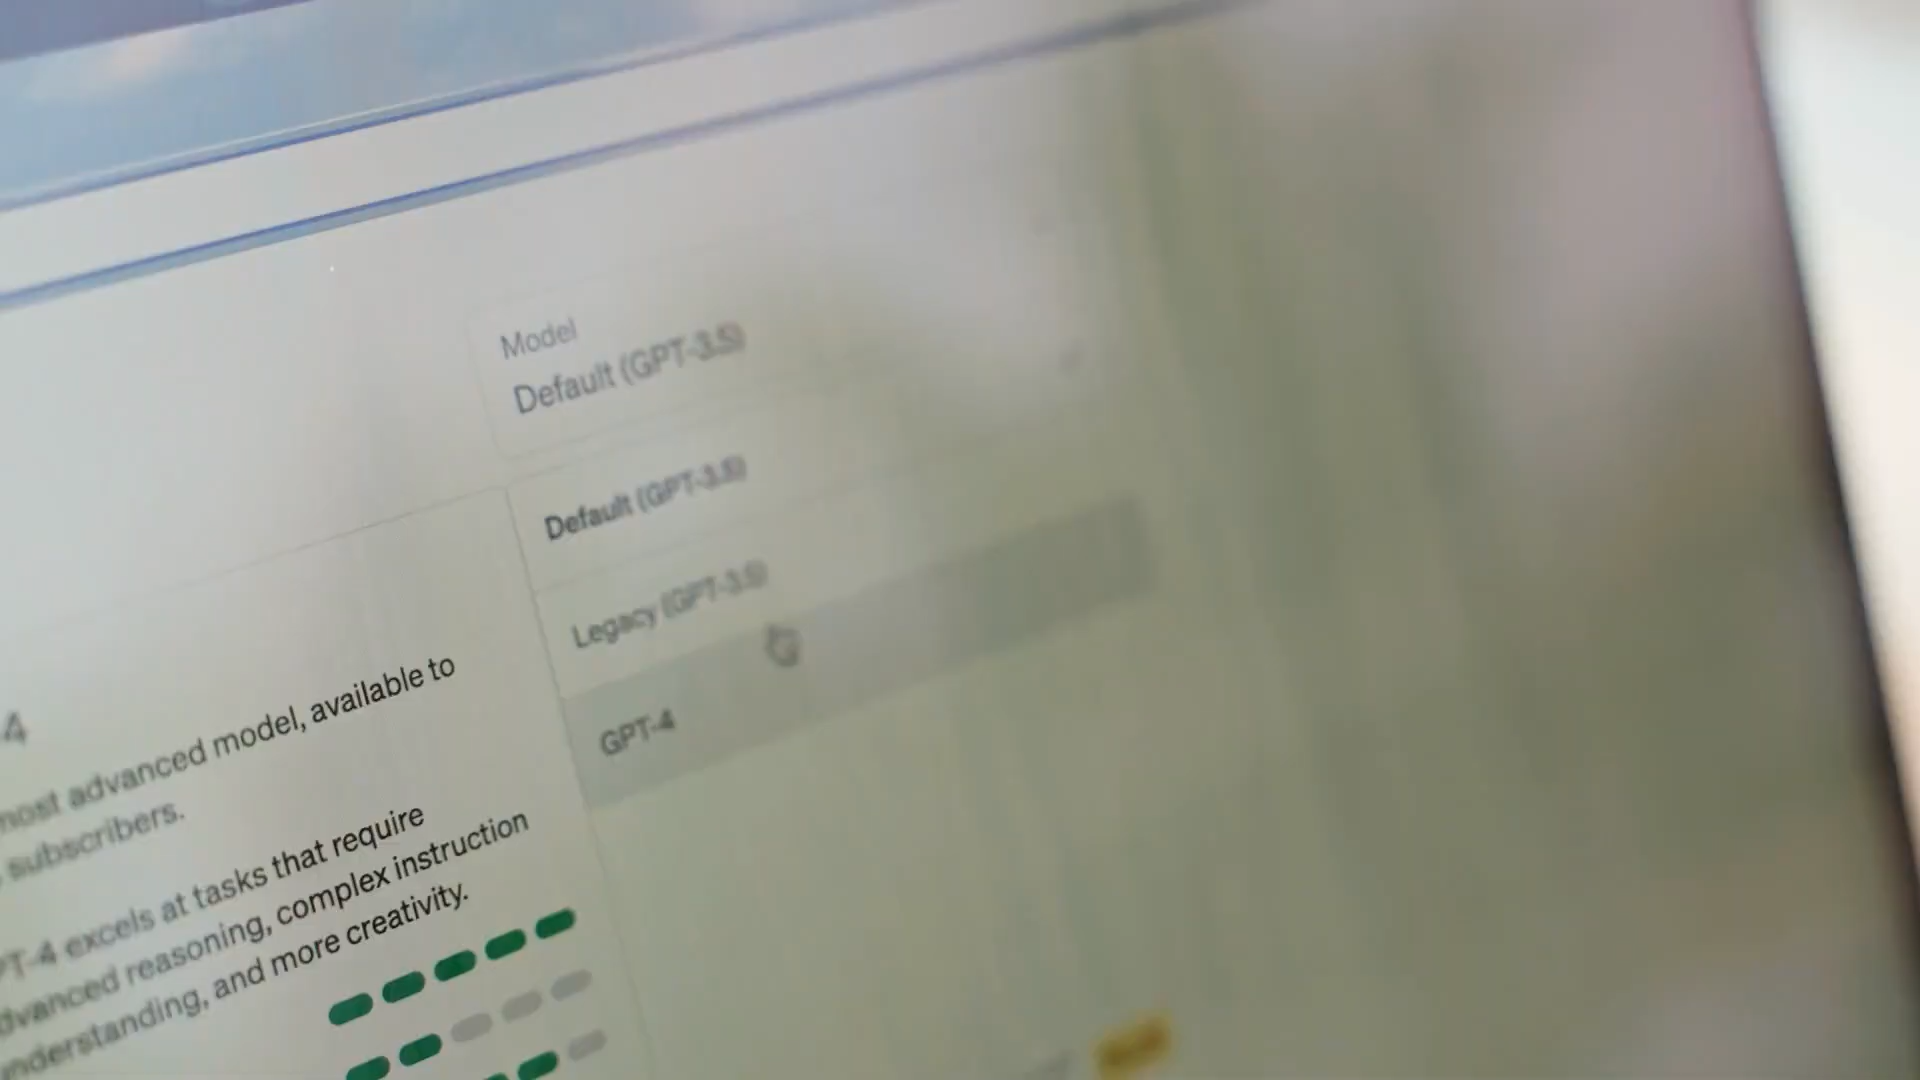 Model
Default (GPT-3.5)
Default (GPT-3.5)
Legacy (GPT-3.5)
GPT-4
-4
most advanced model, available to
subscribers.
PT-4 excels at tasks that require
dvanced reasoning, complex instruction
nderstanding, and more creativity.